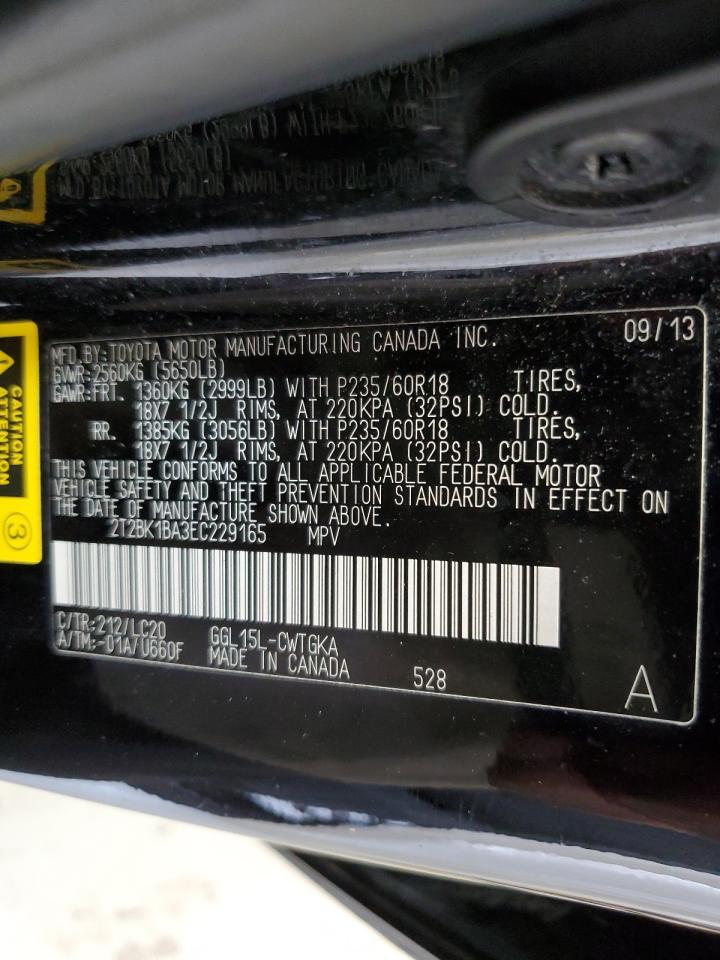 MFD. BY: TOYOTA MOTOR MANUFACTURING CANADA INC. 09/13
GVWR-2560KG (5650LB)
GAWR-FRT. 1360KG (2999LB) WITH P235/60R18 TIRES,
18X7 1/2J RIMS, AT 220KPA (32PSI) COLD.
RR. 1385KG (3056LB) WITH P235/60R18 TIRES,
18X7 1/2J RIMS, AT 220KPA (32PSI) COLD.
THIS VEHICLE CONFORMS TO ALL APPLICABLE FEDERAL MOTOR
VEHICLE SAFETY AND THEFT PREVENTION STANDARDS IN EFFECT ON
THE DATE OF MANUFACTURE SHOWN ABOVE.
2T2BK1BA3EC229165 MPV
C/TR:212/LC20 GGL15L-CWTGKA
A/TM:-01A/U660F MADE IN CANADA 528 A
CAUTION
ATTENTION
3